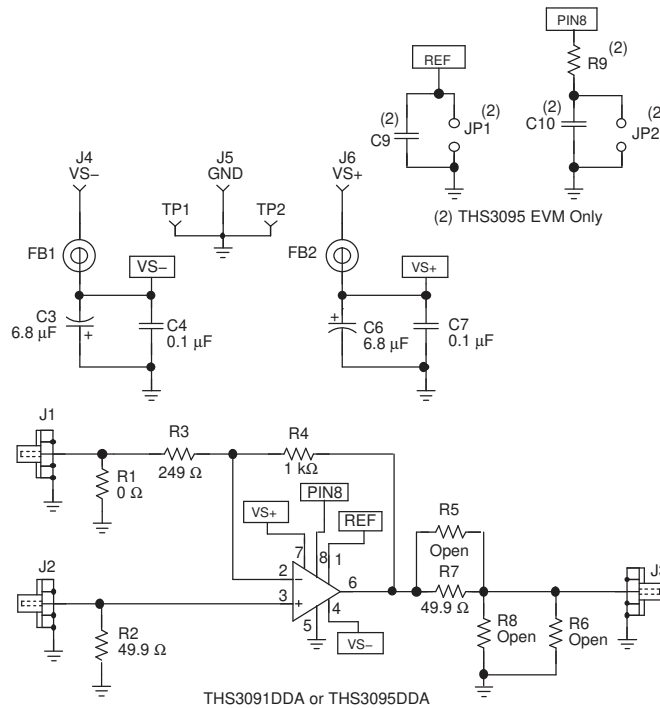 PIN8
(2)
R9
REF
(2)
C9
(2)
JP1
(2)
C10
(2)
JP2
(2) THS3095 EVM Only
J4
VS−
J5
GND
J6
VS+
TP1
TP2
FB1
VS−
FB2
VS+
C3
6.8 µF
+
C4
0.1 µF
+
C6
6.8 µF
C7
0.1 µF
J1
R3
249 Ω
R4
1 kΩ
R1
0 Ω
VS+
PIN8
REF
7
8
1
2
−
3
+
6
5
4
VS−
R5
Open
R7
49.9 Ω
J2
R2
49.9 Ω
R8
Open
R6
Open
THS3091DDA or THS3095DDA